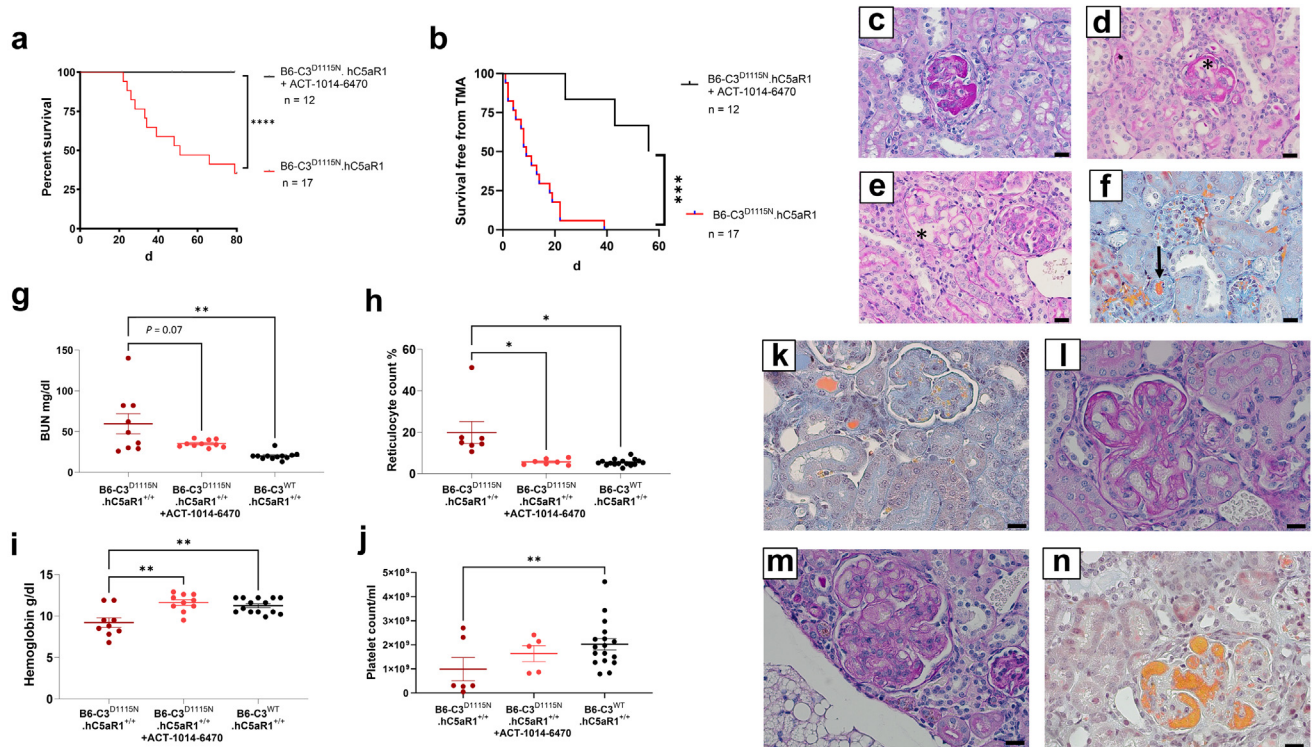 a
Percent survival
100
75
50
25
0
0 20 40 60 80
d
****
B6-C3D1115N. hC5aR1
+ ACT-1014-6470
n = 12
B6-C3D1115N.hC5aR1
n = 17
b
Survival free from TMA
100
75
50
25
0
0 20 40 60
d
***
B6-C3D1115N.hC5aR1
+ ACT-1014-6470
n = 12
B6-C3D1115N.hC5aR1
n = 17
c
d
*
e
*
f
g
BUN mg/dl
150
100
50
0
P = 0.07
**
B6-C3D1115N
.hC5aR1+/+
B6-C3D1115N
.hC5aR1+/+
+ACT-1014-6470
B6-C3WT
.hC5aR1+/+
h
Reticulocyte count %
60
40
20
0
*
*
B6-C3D1115N
.hC5aR1+/+
B6-C3D1115N
.hC5aR1+/+
+ACT-1014-6470
B6-C3WT
.hC5aR1+/+
i
Hemoglobin g/dl
15
10
5
0
**
**
B6-C3D1115N
.hC5aR1+/+
B6-C3D1115N
.hC5aR1+/+
+ACT-1014-6470
B6-C3WT
.hC5aR1+/+
j
Platelet count/ml
5×10⁹
4×10⁹
3×10⁹
2×10⁹
1×10⁹
0
**
B6-C3D1115N
.hC5aR1+/+
B6-C3D1115N
.hC5aR1+/+
+ACT-1014-6470
B6-C3WT
.hC5aR1+/+
k
l
m
n